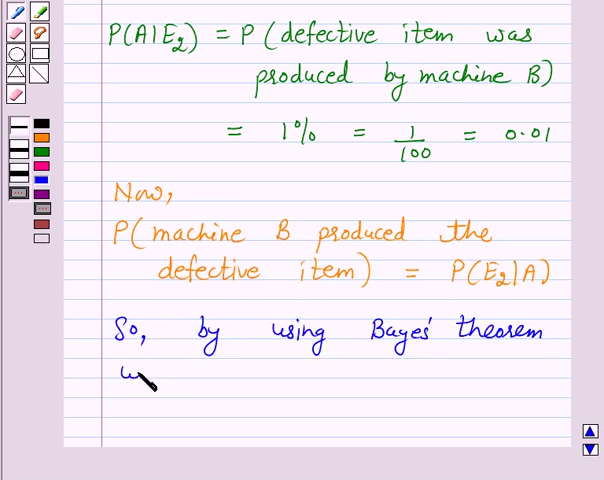 P(A|E₂) = P (defective item was
produced by machine B)
= 1% = 1/100 = 0.01
Now,
P(machine B produced the
defective item) = P(E₂|A)
So, by using Bayes' theorem
w